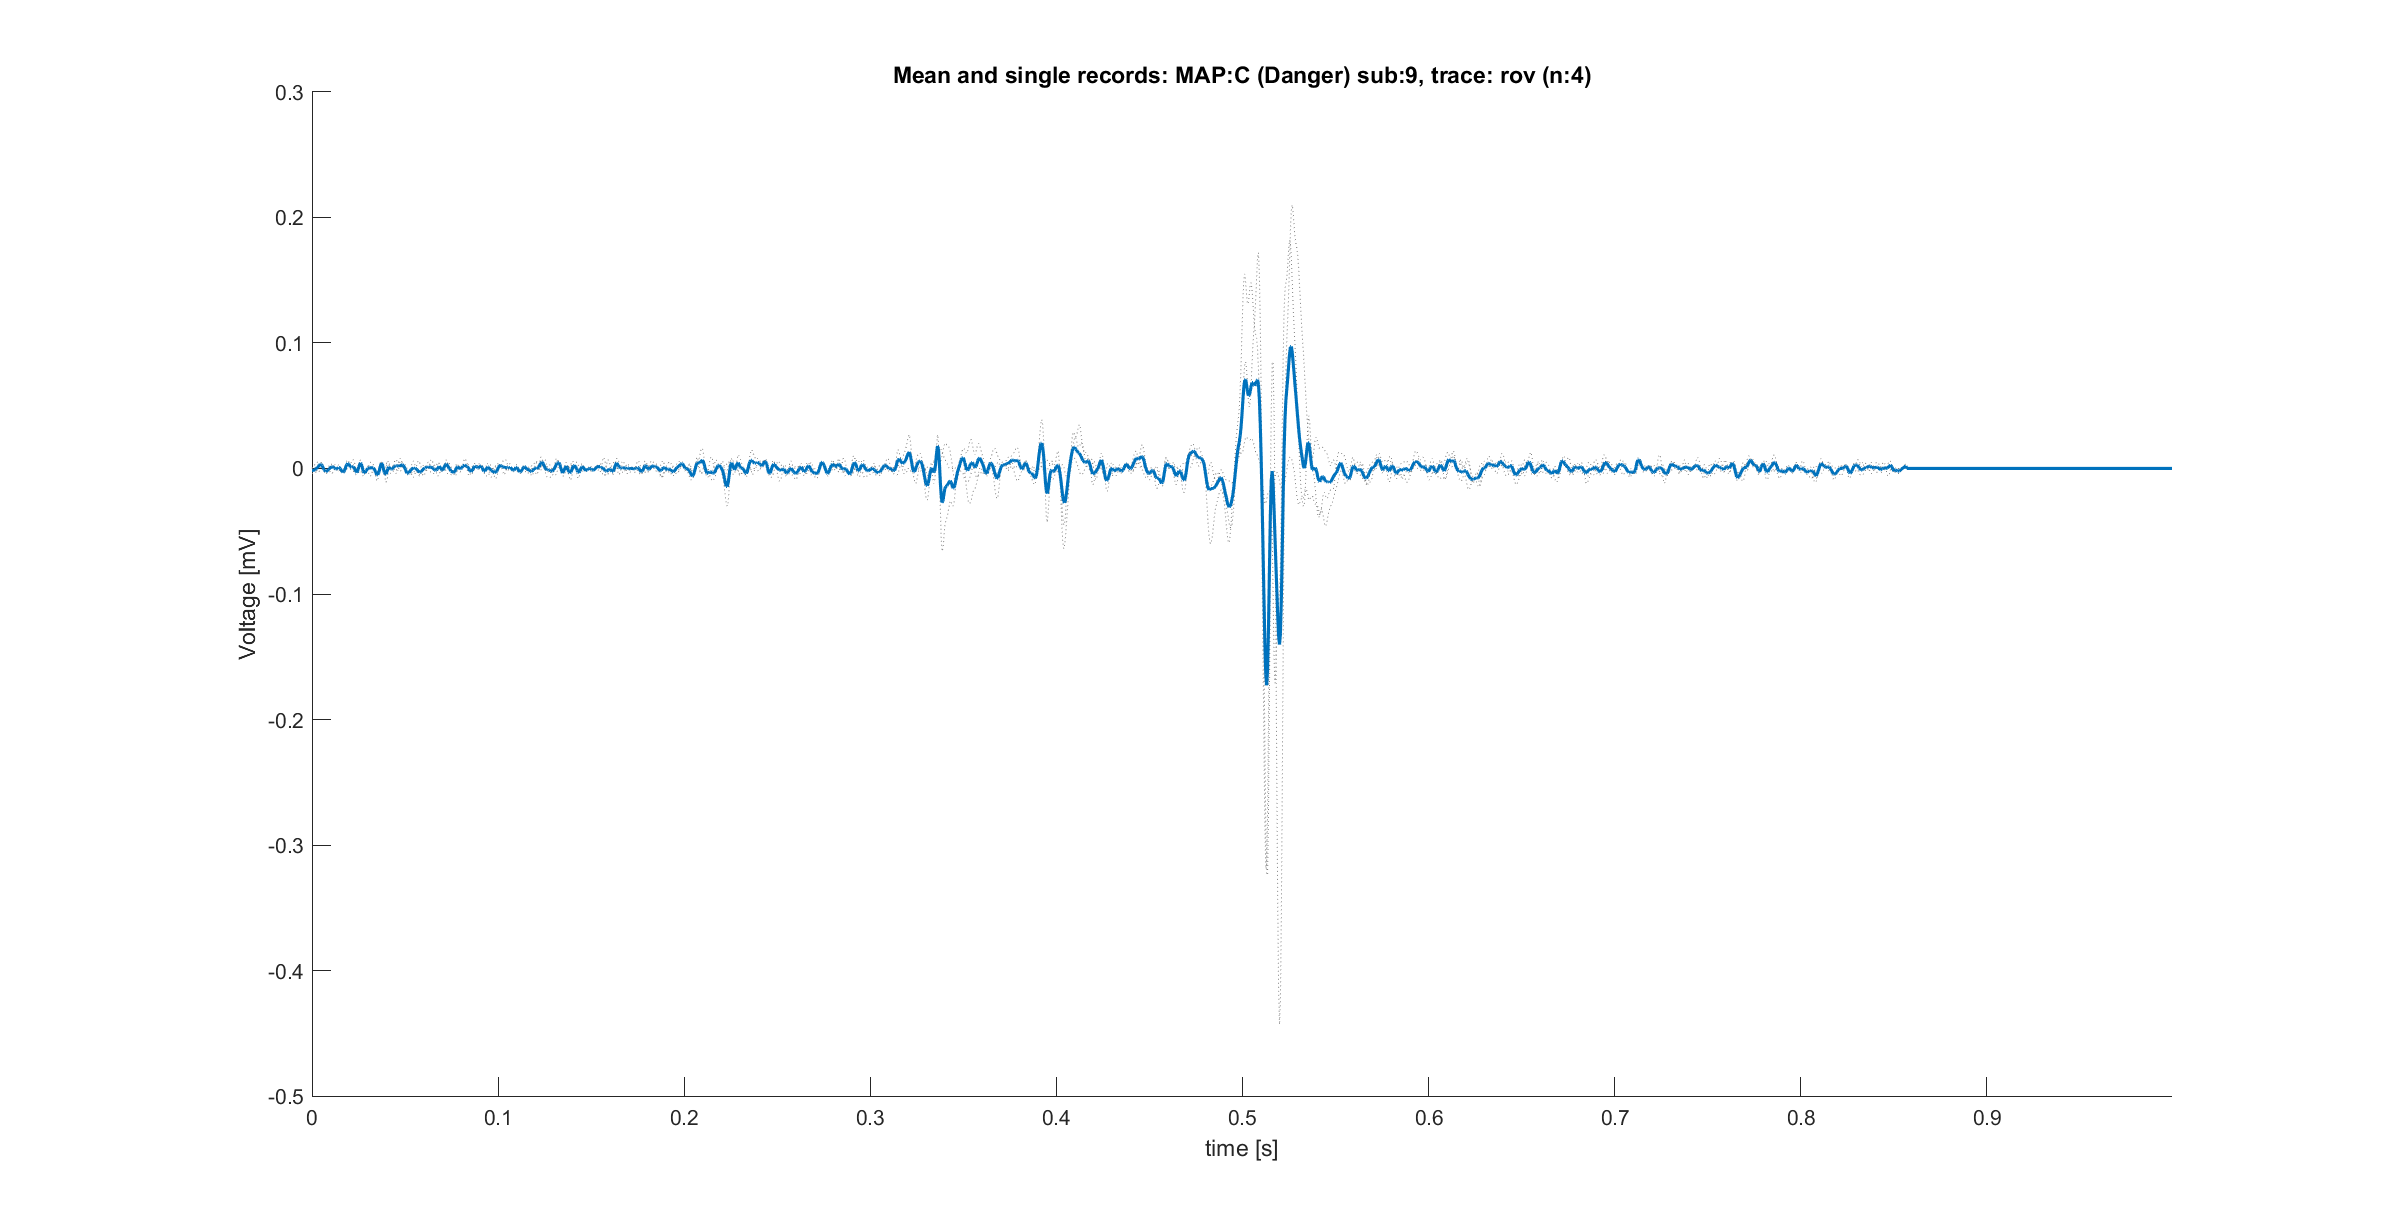 Mean and single records: MAP:C (Danger) sub:9, trace: rov (n:4)
0.3
0.2
0.1
0
-0.1
-0.2
-0.3
-0.4
-0.5
Voltage [mV]
0 0.1 0.2 0.3 0.4 0.5 0.6 0.7 0.8 0.9
time [s]